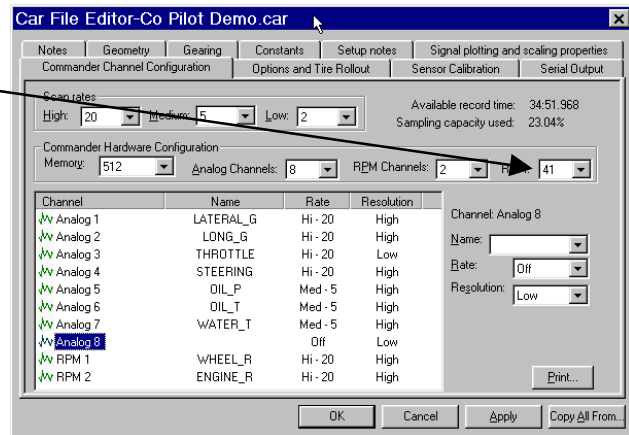 Car File Editor-Co Pilot Demo.car
Notes Geometry Gearing Constants Setup notes Signal plotting and scaling properties
Commander Channel Configuration Options and Tire Rollout Sensor Calibration Serial Output
Scan rates
High: 20 Medium: 5 Low: 2
Available record time: 34:51.968
Sampling capacity used: 23.04%
Commander Hardware Configuration
Memory: 512 Analog Channels: 8 RPM Channels: 2 41
Channel Name Rate Resolution
Analog 1 LATERAL_G Hi - 20 High
Analog 2 LONG_G Hi - 20 High
Analog 3 THROTTLE Hi - 20 Low
Analog 4 STEERING Hi - 20 High
Analog 5 OIL_P Med - 5 High
Analog 6 OIL_T Med - 5 High
Analog 7 WATER_T Med - 5 High
Analog 8 Off Low
RPM 1 WHEEL_R Hi - 20 High
RPM 2 ENGINE_R Hi - 20 High
Channel: Analog 8
Name:
Rate: Off
Resolution: Low
Print...
OK Cancel Apply Copy All From...